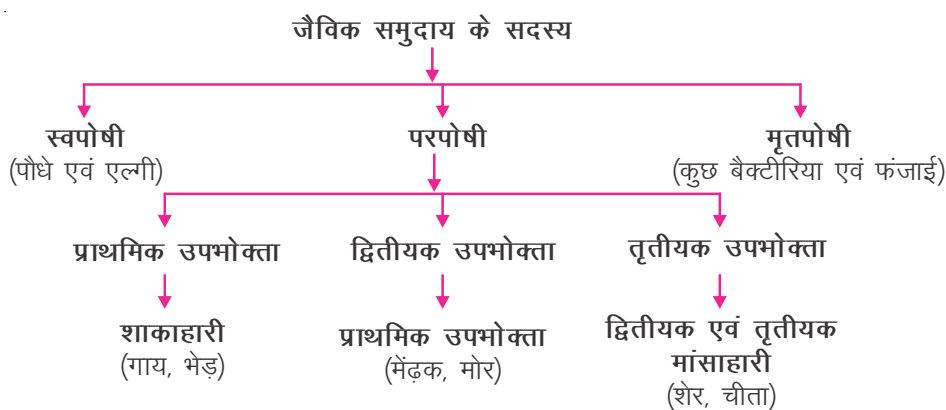 जैविक समुदाय के सदस्य
स्वपोषी
(पौधे एवं एल्गी)
परपोषी
मृतपोषी
(कुछ बैक्टीरिया एवं फंजाई)
प्राथमिक उपभोक्ता
द्वितीयक उपभोक्ता
तृतीयक उपभोक्ता
शाकाहारी
(गाय, भेड़)
प्राथमिक उपभोक्ता
(मेंढ़क, मोर)
द्वितीयक एवं तृतीयक
मांसाहारी
(शेर, चीता)